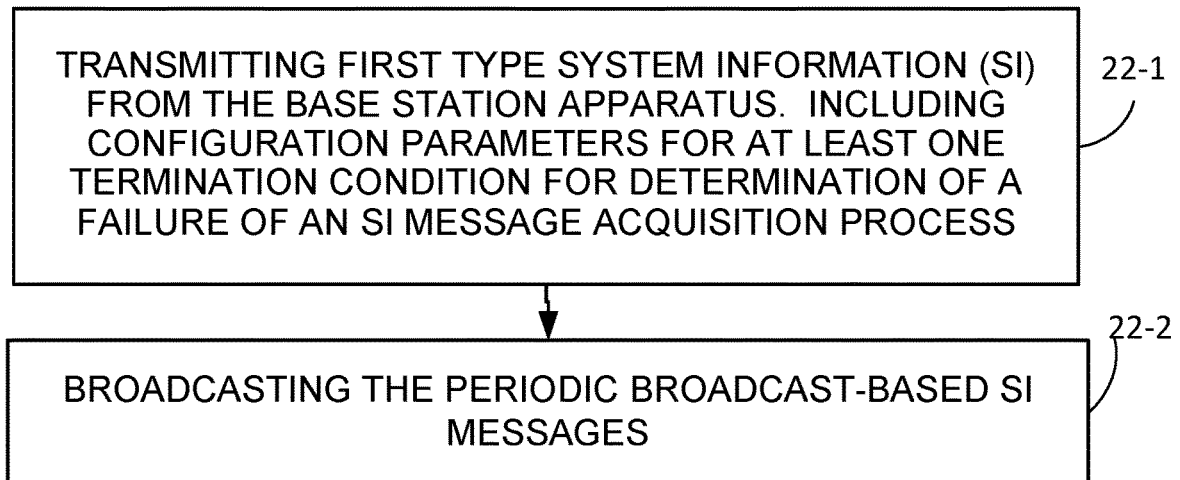 TRANSMITTING FIRST TYPE SYSTEM INFORMATION (SI)
FROM THE BASE STATION APPARATUS. INCLUDING
CONFIGURATION PARAMETERS FOR AT LEAST ONE
TERMINATION CONDITION FOR DETERMINATION OF A
FAILURE OF AN SI MESSAGE ACQUISITION PROCESS
22-1
BROADCASTING THE PERIODIC BROADCAST-BASED SI
MESSAGES
22-2